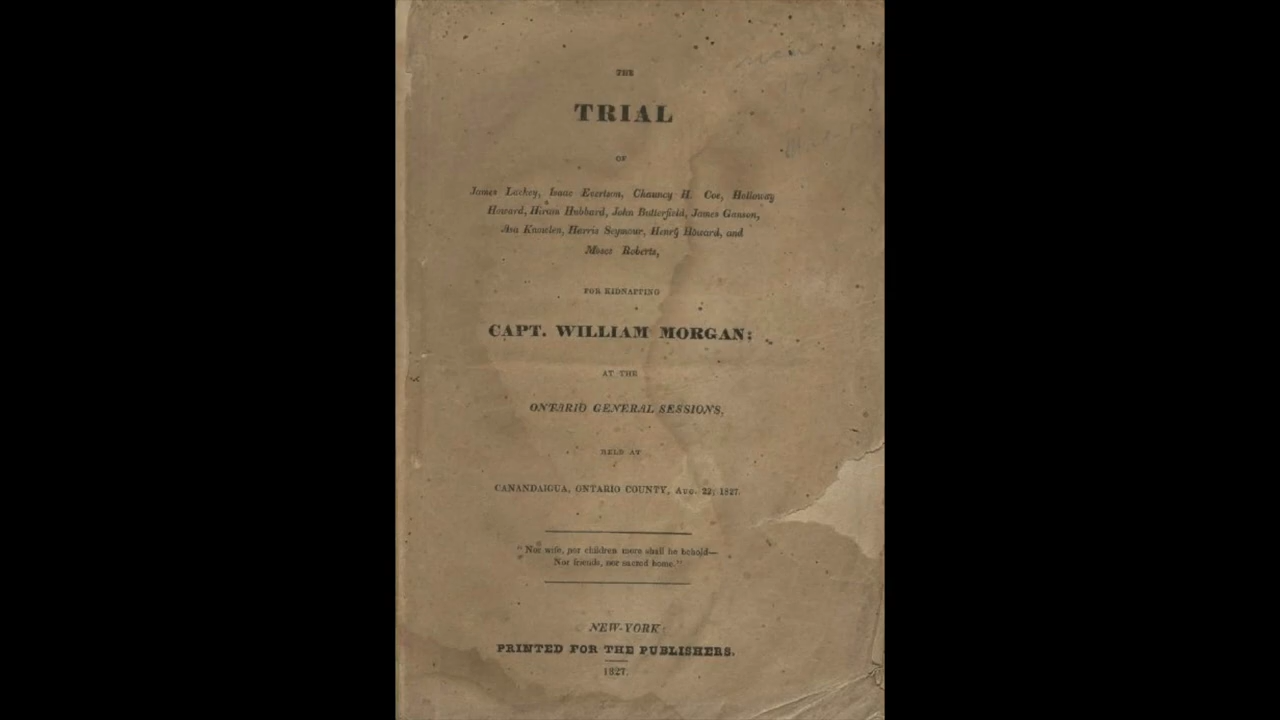 THE
TRIAL
OF
James Lackey, Isaac Evertson, Chauncy H. Coe, Holloway
Howard, Hiram Hubbard, John Butterfield, James Ganson,
Asa Knowlen, Harris Seymour, Henry Howard, and
Moses Roberts,
FOR KIDNAPPING
CAPT. WILLIAM MORGAN;
AT THE
ONTARIO GENERAL SESSIONS,
HELD AT
CANANDAIGUA, ONTARIO COUNTY, AUG. 22, 1827.
"Nor wife, nor children more shall he behold—
Nor friends, nor sacred home."
NEW-YORK:
PRINTED FOR THE PUBLISHERS.
1827.